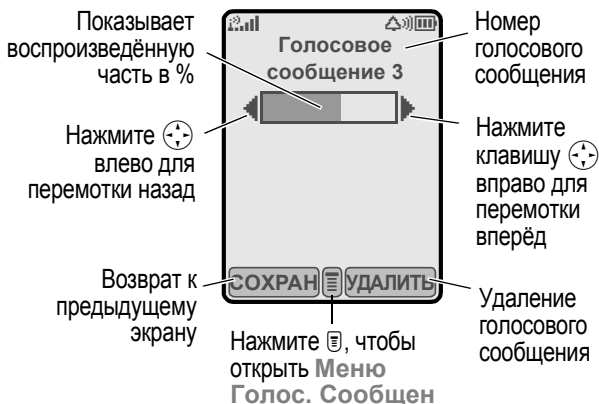 Показывает
воспроизведённую
часть в %
Нажмите
влево для
перемотки назад
Возврат к
предыдущему
экрану
Голосовое
сообщение 3
СОХРАН
УДАЛИТЬ
Нажмите , чтобы
открыть Меню
Голос. Сообщен
Номер
голосового
сообщения
Нажмите
клавишу
вправо для
перемотки
вперёд
Удаление
голосового
сообщения